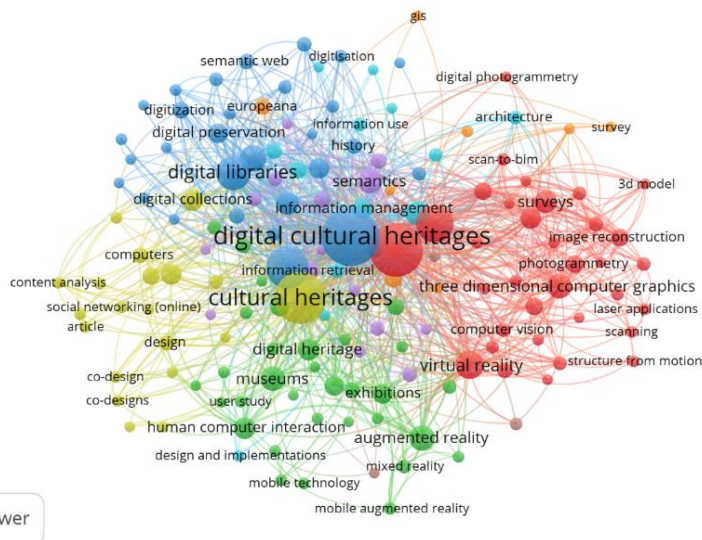 gis
semantic web
digitisation
digital photogrammetry
digitization
europeana
architecture
digital preservation
information use
survey
history
scan-to-bim
digital libraries
semantics
3d model
digital collections
information management
surveys
digital cultural heritages
image reconstruction
computers
information retrieval
photogrammetry
content analysis
cultural heritages
three dimensional computer graphics
social networking (online)
laser applications
article
computer vision
scanning
design
digital heritage
virtual reality
structure from motion
co-design
museums
exhibitions
co-designs
user study
human computer interaction
augmented reality
design and implementations
mixed reality
mobile technology
mobile augmented reality
wer